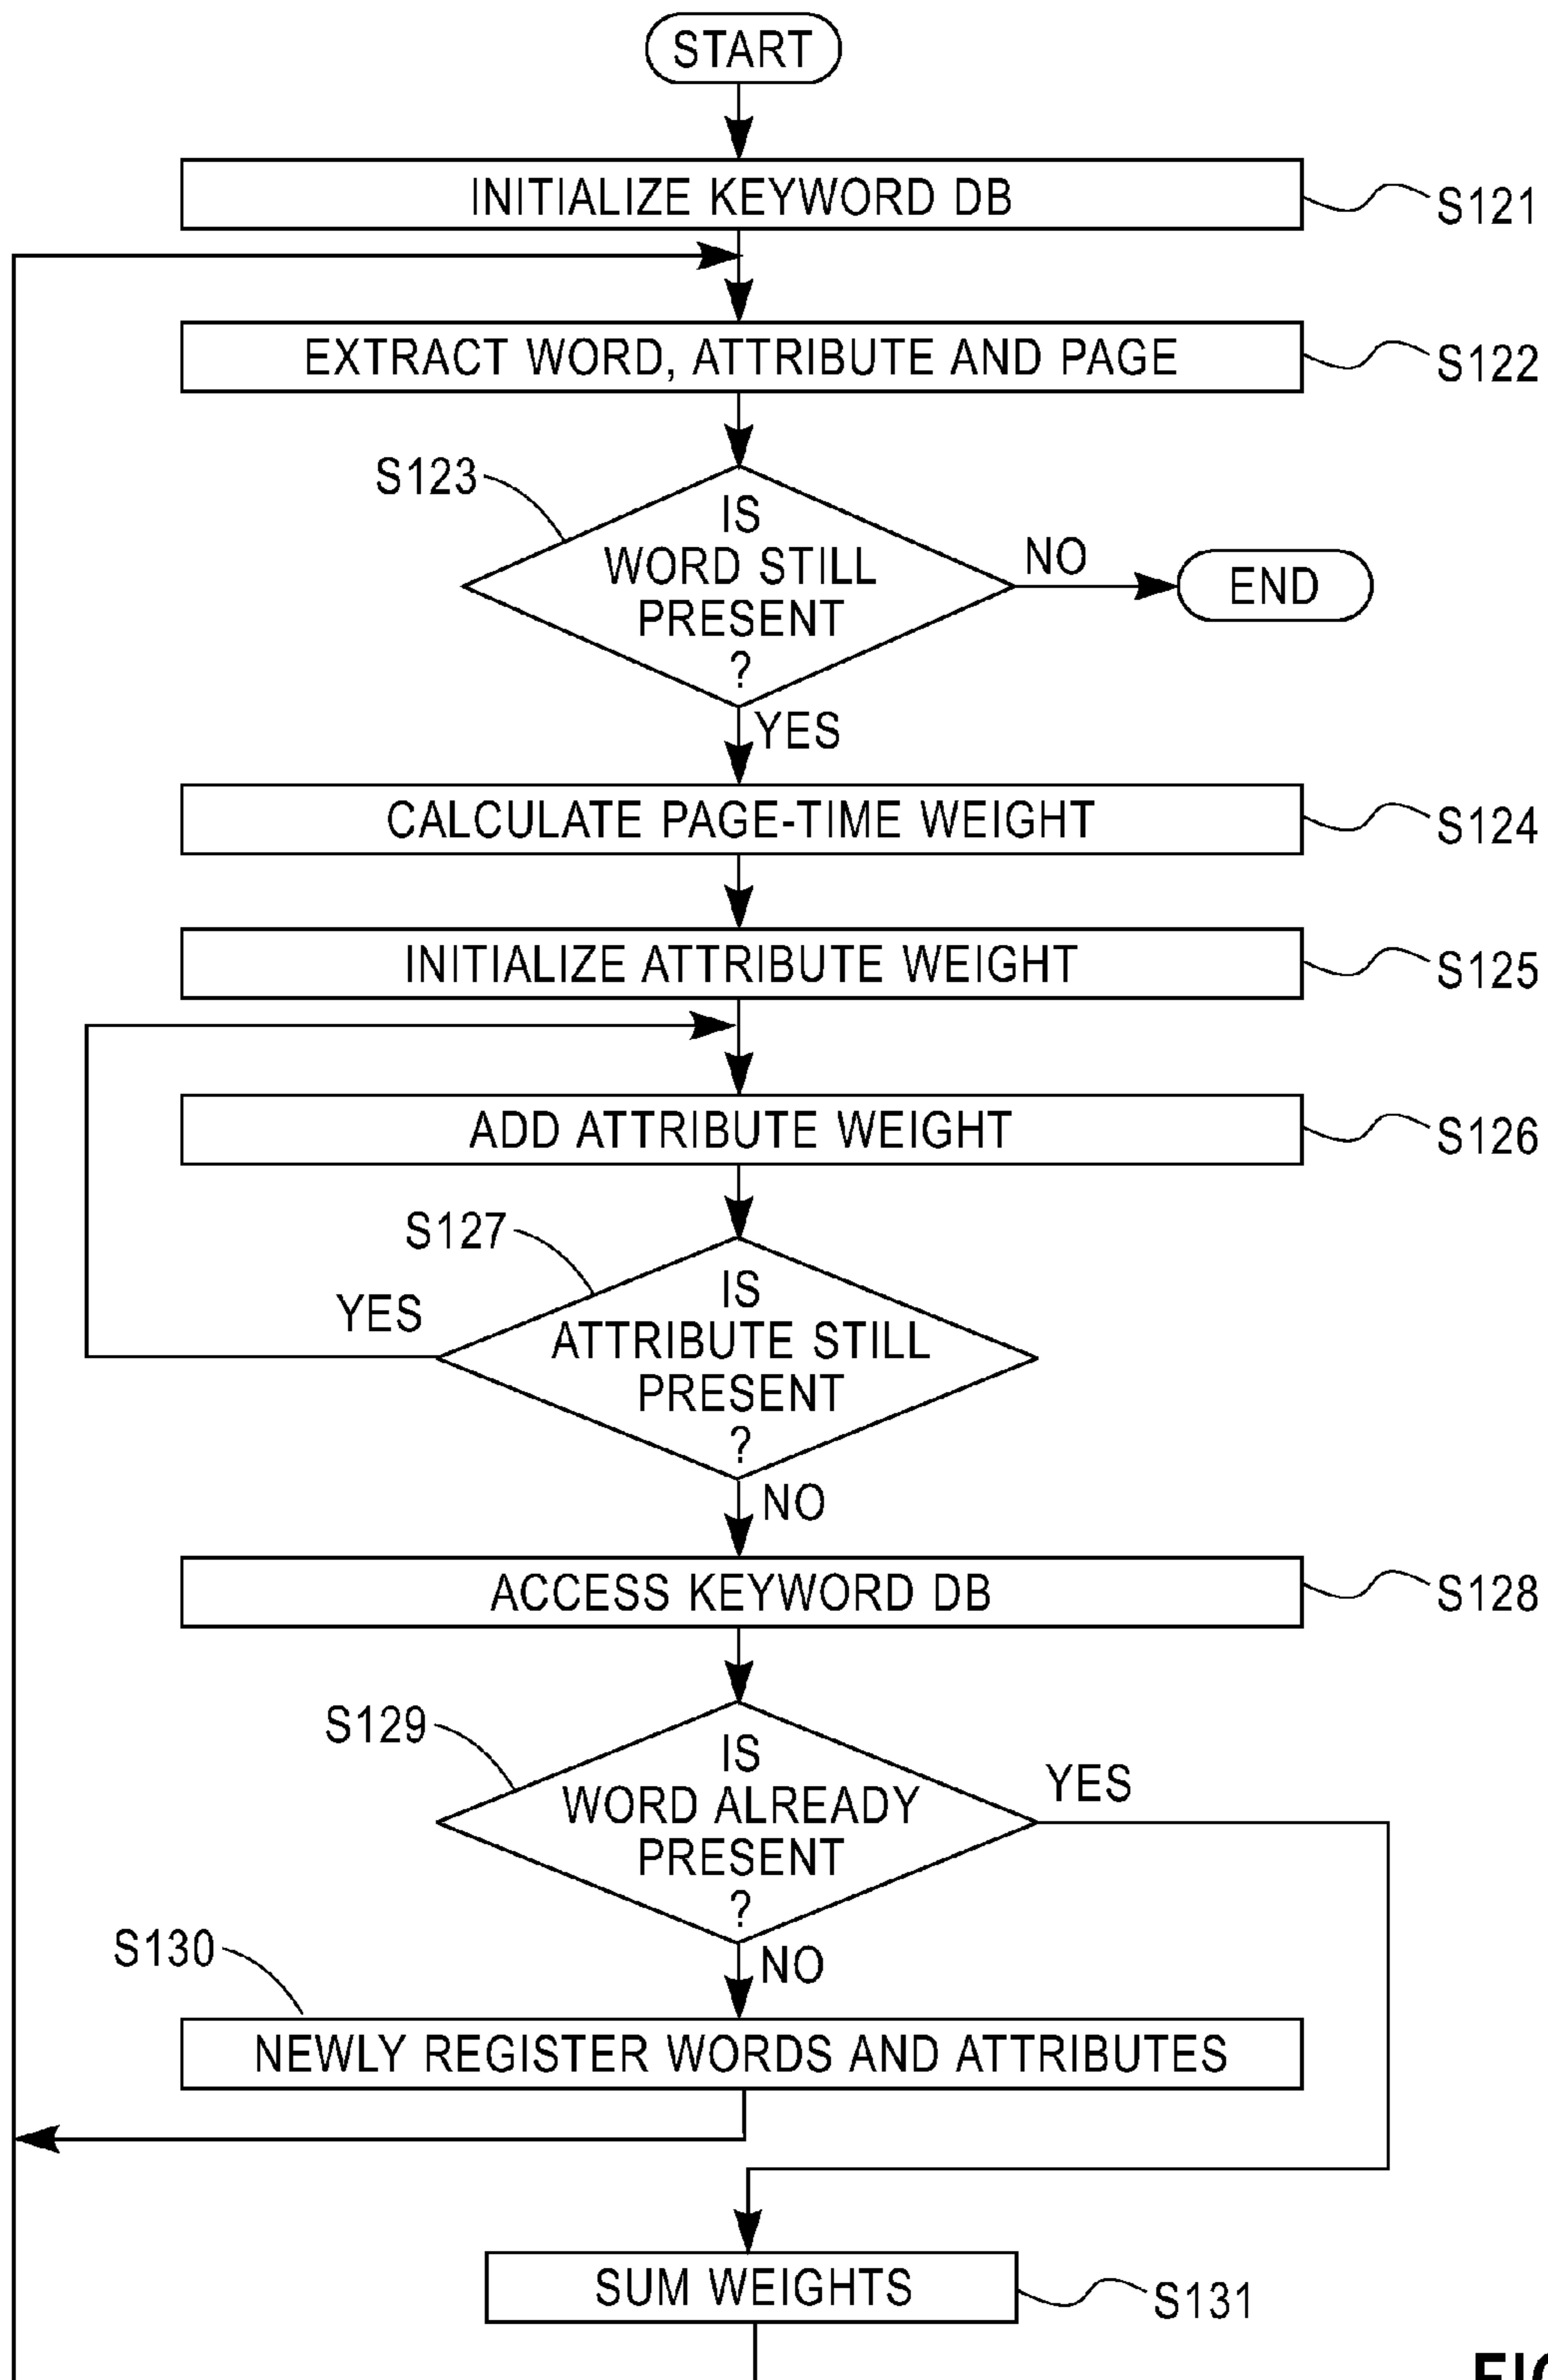 START
INITIALIZE KEYWORD DB
S121
EXTRACT WORD, ATTRIBUTE AND PAGE
S122
S123
IS
WORD STILL
PRESENT
?
NO
END
YES
CALCULATE PAGE-TIME WEIGHT
S124
INITIALIZE ATTRIBUTE WEIGHT
S125
ADD ATTRIBUTE WEIGHT
S126
S127
IS
ATTRIBUTE STILL
PRESENT
?
YES
NO
ACCESS KEYWORD DB
S128
S129
IS
WORD ALREADY
PRESENT
?
YES
NO
S130
NEWLY REGISTER WORDS AND ATTRIBUTES
SUM WEIGHTS
S131